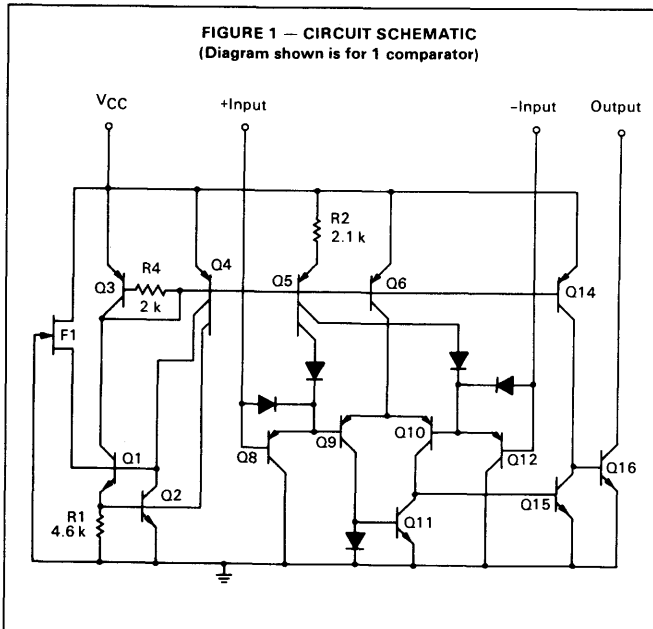 FIGURE 1 — CIRCUIT SCHEMATIC
(Diagram shown is for 1 comparator)
VCC
+Input
–Input
Output
R2
2.1 k
Q3
R4
2 k
Q4
Q5
Q6
Q14
F1
Q8
Q9
Q10
Q12
Q1
Q2
R1
4.6 k
Q11
Q15
Q16